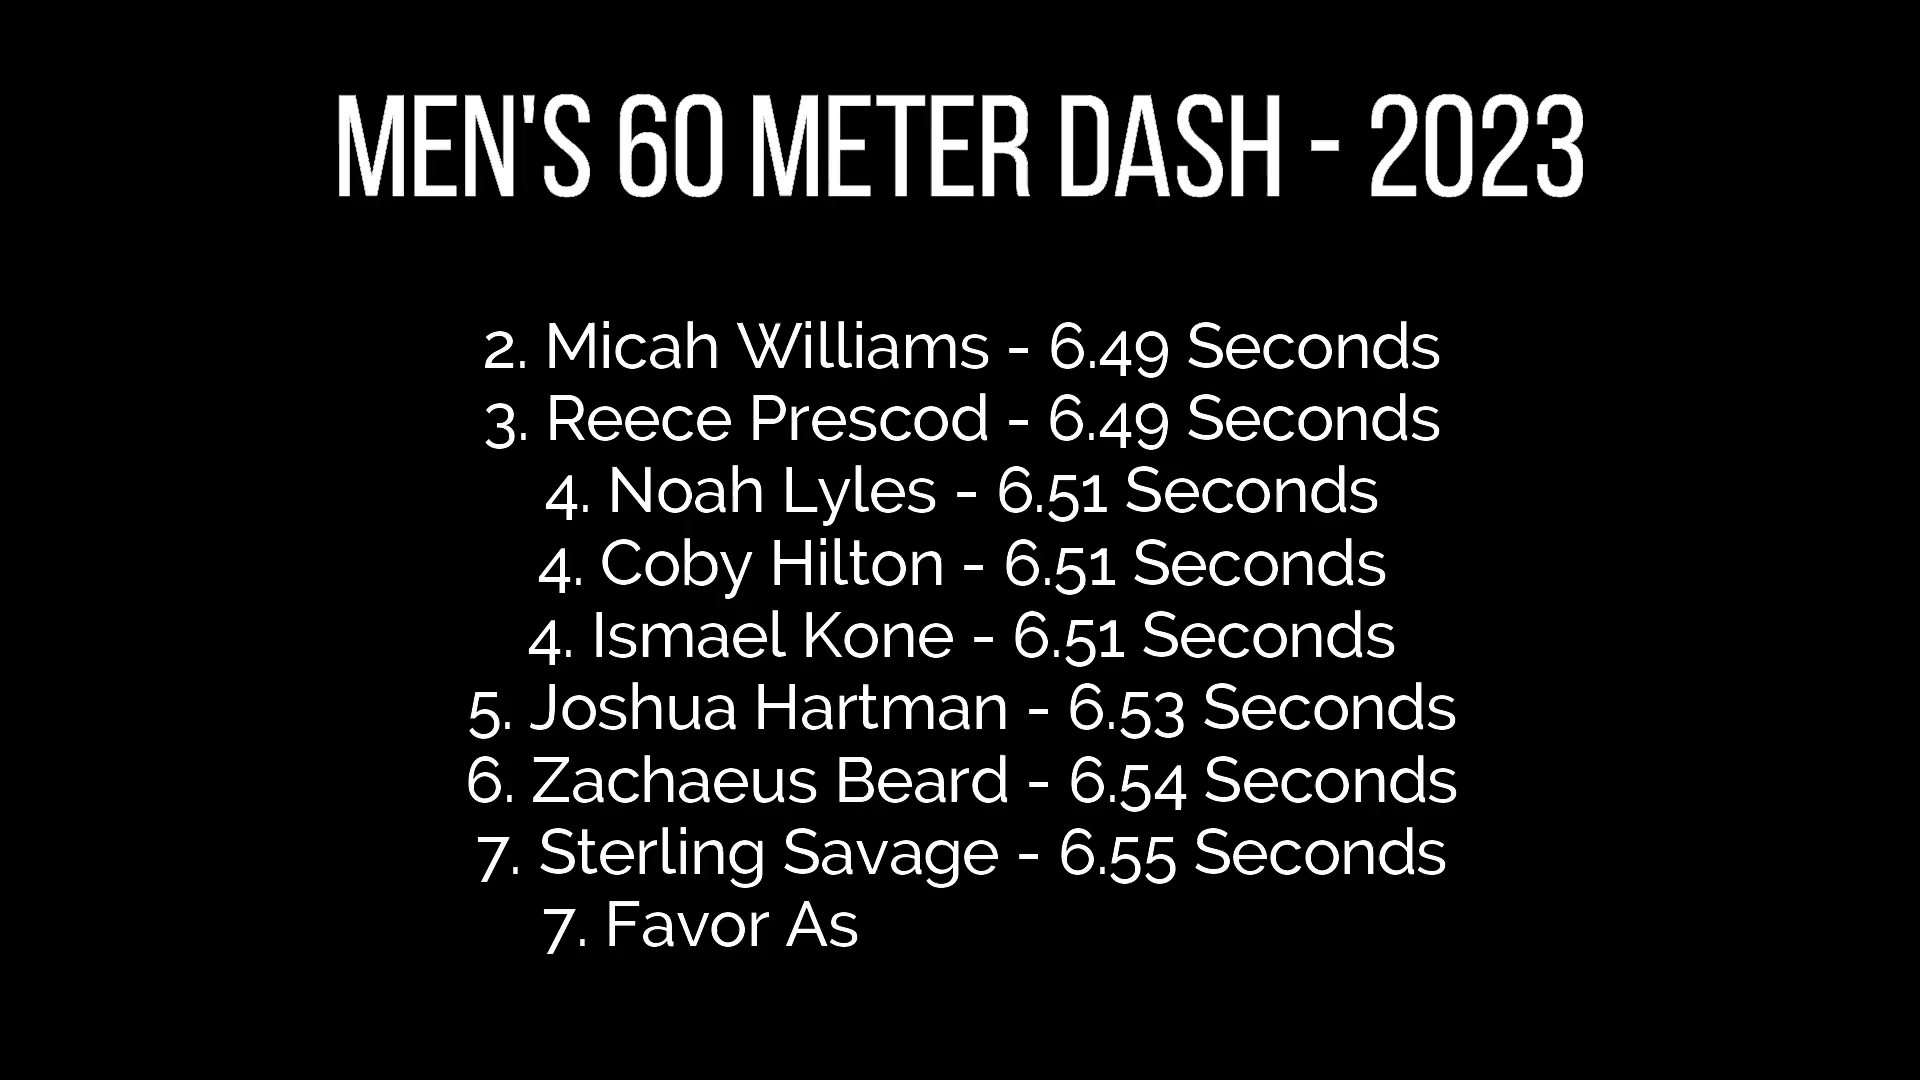 MEN'S 60 METER DASH - 2023
2. Micah Williams - 6.49 Seconds
3. Reece Prescod - 6.49 Seconds
4. Noah Lyles - 6.51 Seconds
4. Coby Hilton - 6.51 Seconds
4. Ismael Kone - 6.51 Seconds
5. Joshua Hartman - 6.53 Seconds
6. Zachaeus Beard - 6.54 Seconds
7. Sterling Savage - 6.55 Seconds
7. Favor As